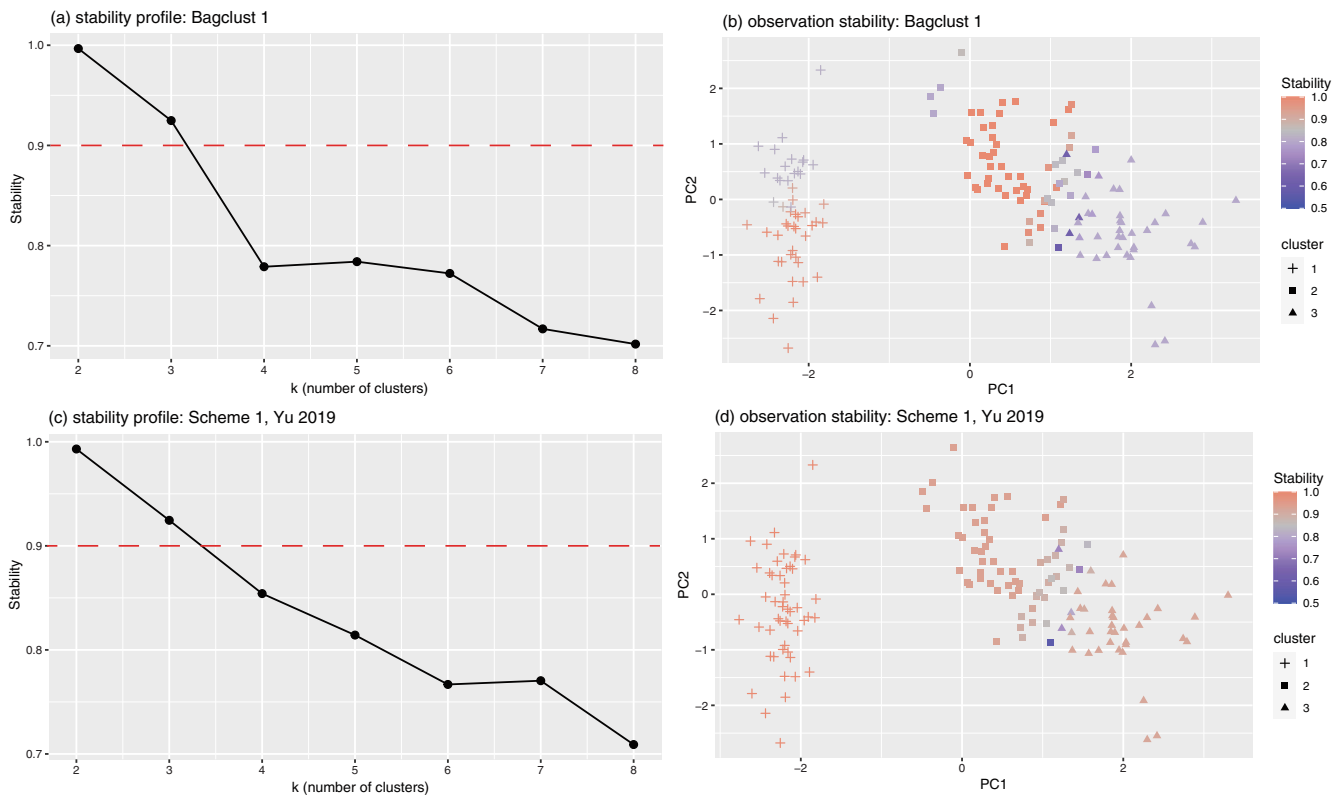 (a) stability profile: Bagclust 1
1.0
0.9
0.8
0.7
Stability
2 3 4 5 6 7 8
k (number of clusters)
(b) observation stability: Bagclust 1
2
1
0
−1
−2
PC2
−2 0 2
PC1
Stability
1.0
0.9
0.8
0.7
0.6
0.5
cluster
1
2
3
(c) stability profile: Scheme 1, Yu 2019
1.0
0.9
0.8
0.7
Stability
2 3 4 5 6 7 8
k (number of clusters)
(d) observation stability: Scheme 1, Yu 2019
2
1
0
−1
−2
PC2
−2 0 2
PC1
Stability
1.0
0.9
0.8
0.7
0.6
0.5
cluster
1
2
3